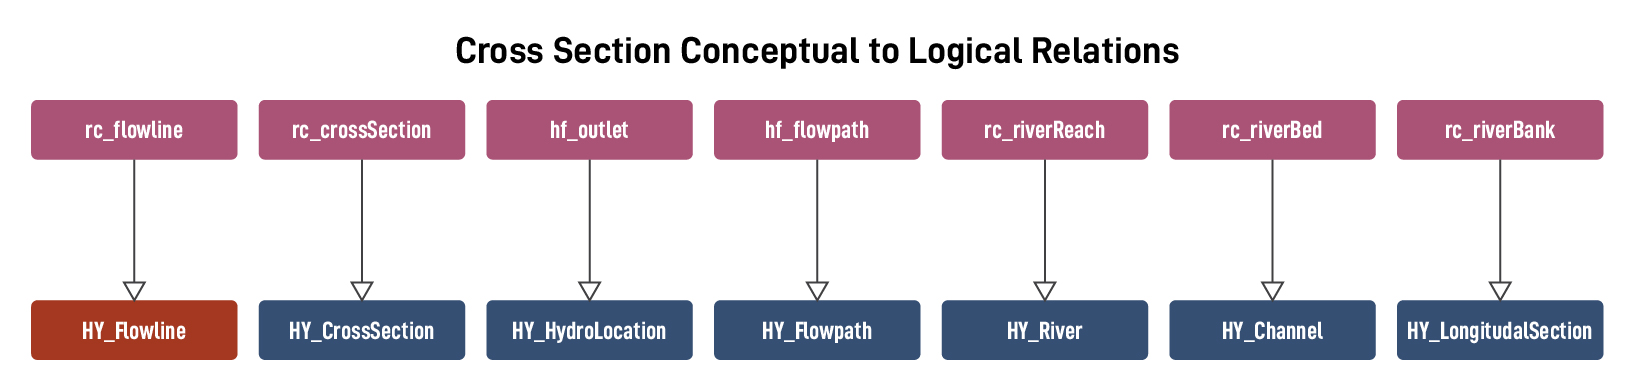 Cross Section Conceptual to Logical Relations
rc_flowline rc_crossSection hf_outlet hf_flowpath rc_riverReach rc_riverBed rc_riverBank
HY_Flowline HY_CrossSection HY_HydroLocation HY_Flowpath HY_River HY_Channel HY_LongitudalSection